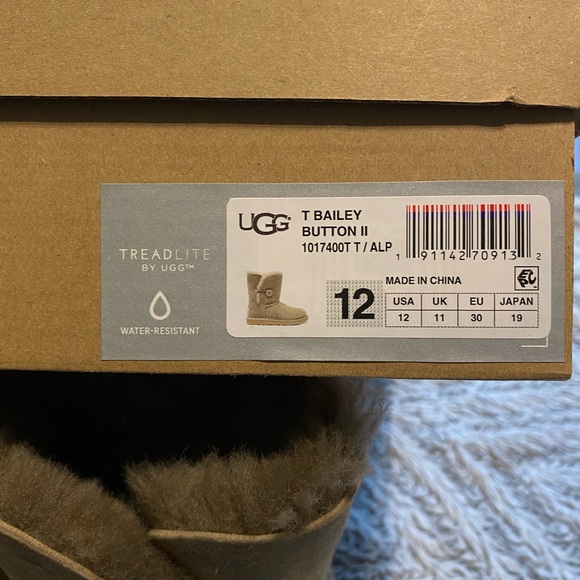 TREADLITE
BY UGG™
WATER-RESISTANT
UGG®
T BAILEY
BUTTON II
1017400T T / ALP
1 91142 70913 2
MADE IN CHINA
12
USA UK EU JAPAN
12 11 30 19